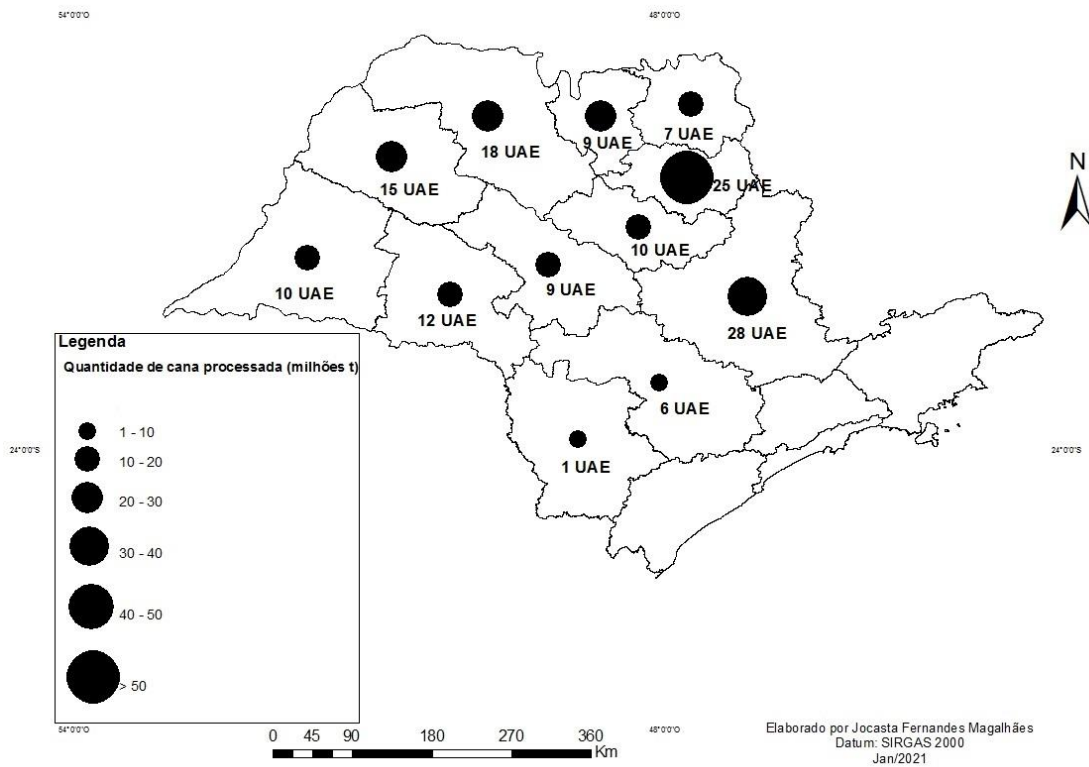 54°0'0"O
48°0'0"O
N
7 UAE
9 UAE
18 UAE
25 UAE
15 UAE
10 UAE
9 UAE
10 UAE
12 UAE
28 UAE
6 UAE
1 UAE
24°0'0"S
24°0'0"S
Legenda
Quantidade de cana processada (milhões t)
1 - 10
10 - 20
20 - 30
30 - 40
40 - 50
> 50
54°0'0"O
48°0'0"O
0 45 90 180 270 360
Km
Elaborado por Jocasta Fernandes Magalhães
Datum: SIRGAS 2000
Jan/2021